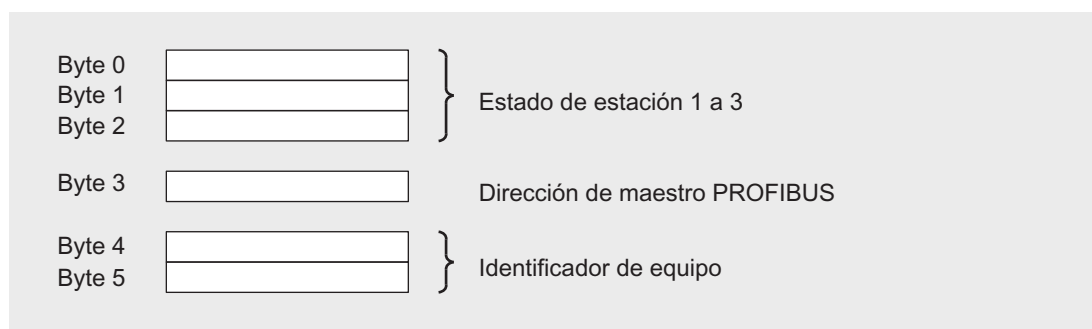 Byte 0
Byte 1
Byte 2
Estado de estación 1 a 3
Byte 3
Dirección de maestro PROFIBUS
Byte 4
Byte 5
Identificador de equipo